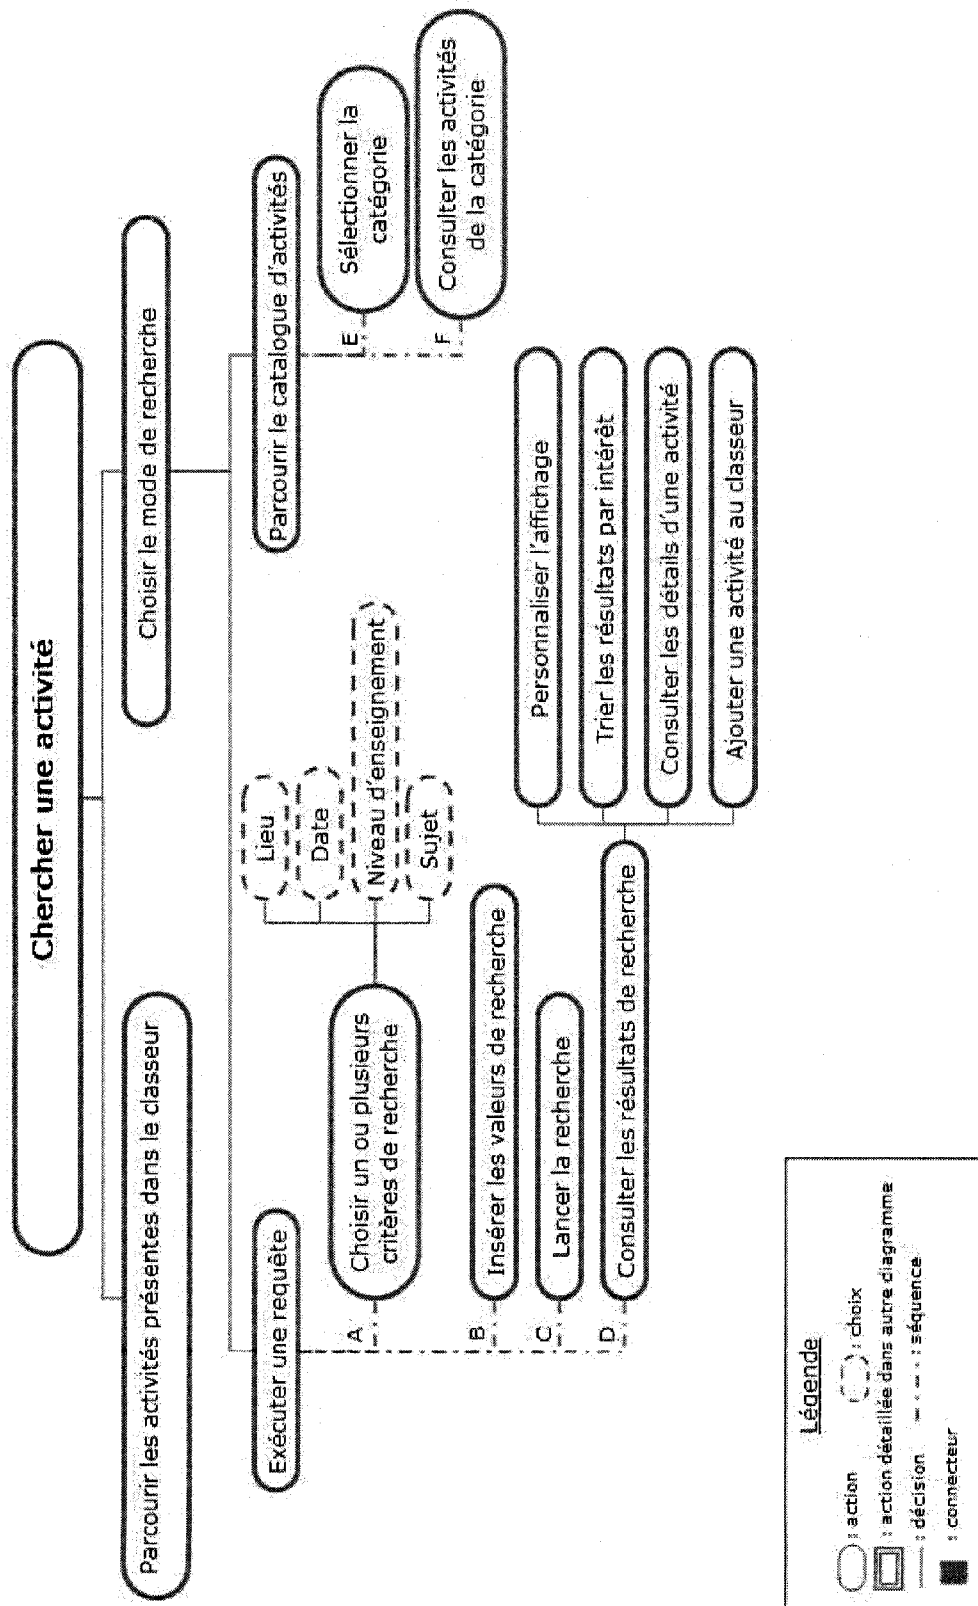 Chercher une activité
Parcourir les activités présentes dans le classeur
Choisir le mode de recherche
Exécuter une requête
Parcourir le catalogue d'activités
A
Choisir un ou plusieurs
critères de recherche
Lieu
Date
Niveau d'enseignement
Sujet
B
Insérer les valeurs de recherche
C
Lancer la recherche
D
Consulter les résultats de recherche
Personnaliser l'affichage
Trier les résultats par intérêt
Consulter les détails d'une activité
Ajouter une activité au classeur
E
Sélectionner la
catégorie
F
Consulter les activités
de la catégorie
Légende
: action
: choix
: action détaillée dans autre diagramme
: décision
: séquence
: connecteur